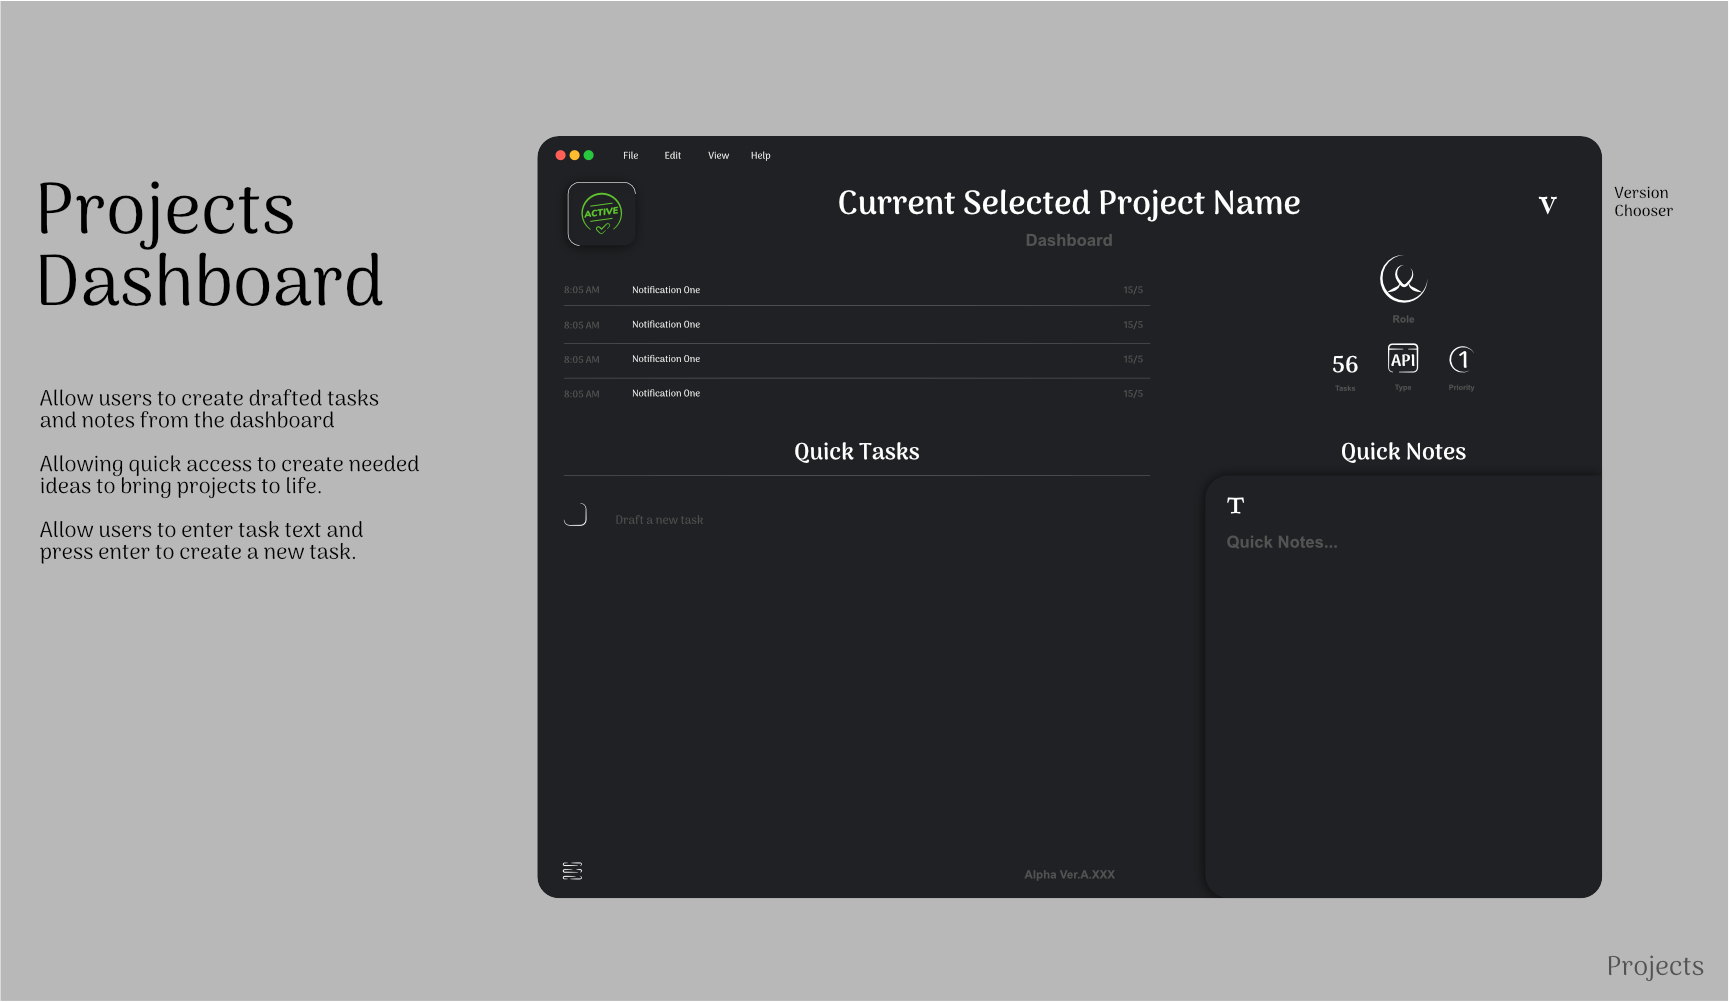 Projects
Dashboard
Allow users to create drafted tasks
and notes from the dashboard
Allowing quick access to create needed
ideas to bring projects to life.
Allow users to enter task text and
press enter to create a new task.
File Edit View Help
ACTIVE
Current Selected Project Name
V
Version
Chooser
Dashboard
8:05 AM Notification One 15/5
8:05 AM Notification One 15/5
8:05 AM Notification One 15/5
8:05 AM Notification One 15/5
Role
56 API 1
Tasks Type Priority
Quick Tasks
Draft a new task
Quick Notes
T
Quick Notes...
Alpha Ver.A.XXX
Projects